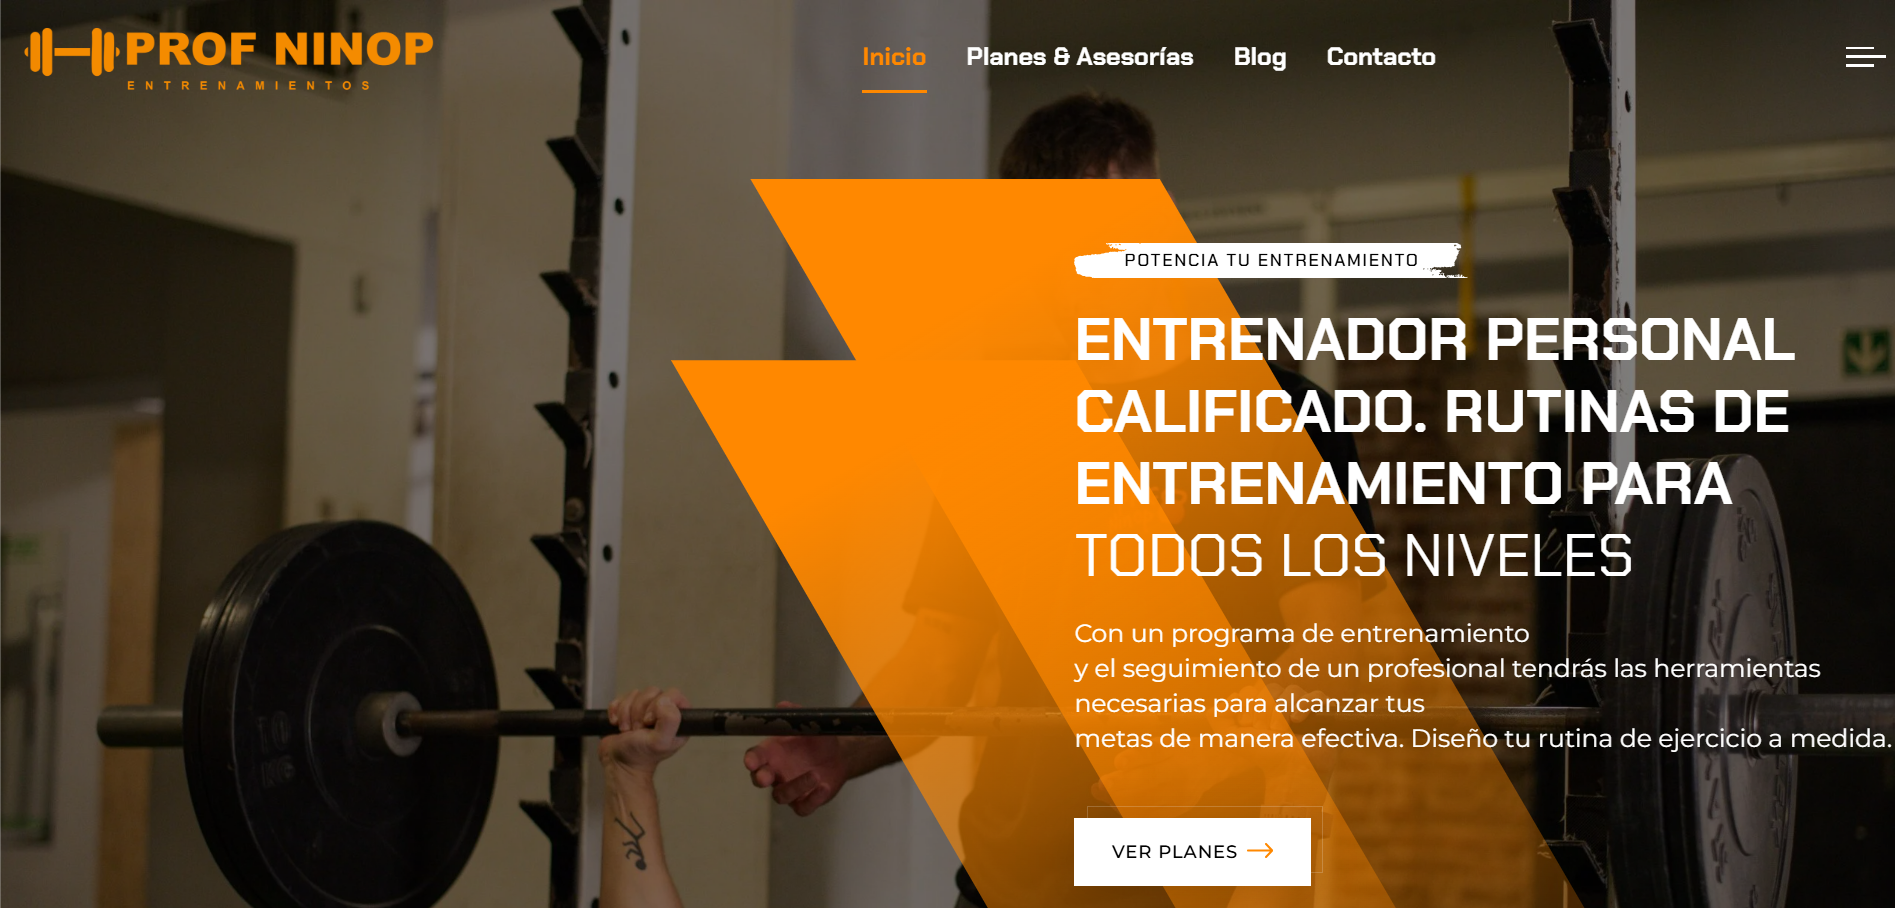 PROF NINOP
ENTRENAMIENTOS
Inicio
Planes & Asesorías
Blog
Contacto
POTENCIA TU ENTRENAMIENTO
ENTRENADOR PERSONAL
CALIFICADO. RUTINAS DE
ENTRENAMIENTO PARA
TODOS LOS NIVELES
Con un programa de entrenamiento
y el seguimiento de un profesional tendrás las herramientas
necesarias para alcanzar tus
metas de manera efectiva. Diseño tu rutina de ejercicio a medida.
VER PLANES
10
KG